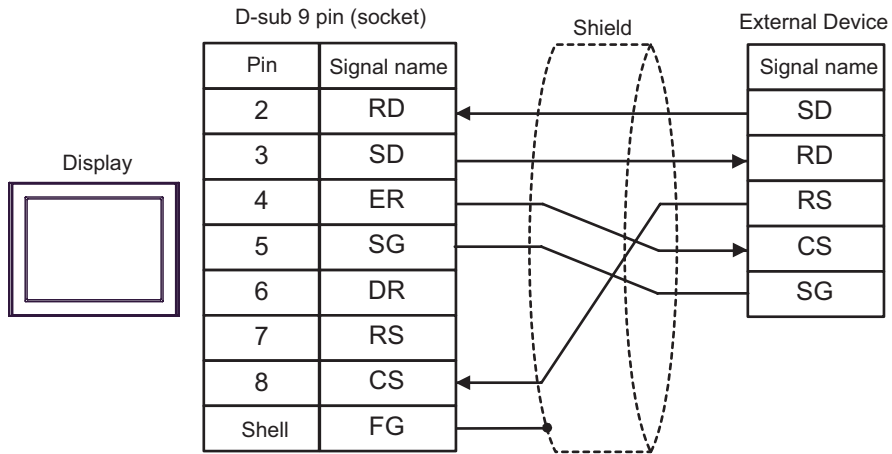 D-sub 9 pin (socket)
Shield
External Device
Pin Signal name
Signal name
2 RD
SD
3 SD
RD
Display
4 ER
RS
5 SG
CS
6 DR
SG
7 RS
8 CS
Shell FG